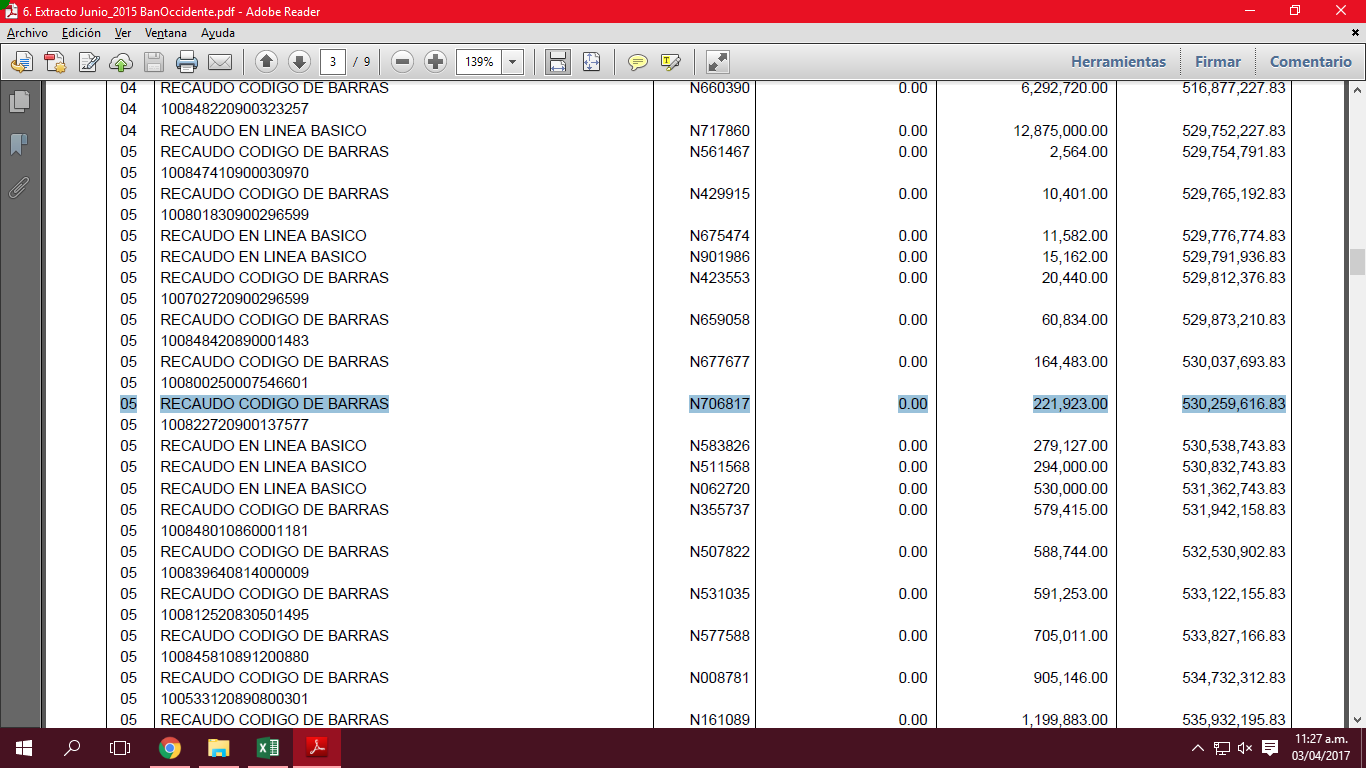 6. Extracto Junio_2015 BanOccidente.pdf - Adobe Reader
Archivo Edición Ver Ventana Ayuda
3 / 9 139% Herramientas Firmar Comentario
04 RECAUDO CODIGO DE BARRAS N660390 0.00 6,292,720.00 516,877,227.83
04 100848220900323257
04 RECAUDO EN LINEA BASICO N717860 0.00 12,875,000.00 529,752,227.83
05 RECAUDO CODIGO DE BARRAS N561467 0.00 2,564.00 529,754,791.83
05 100847410900030970
05 RECAUDO CODIGO DE BARRAS N429915 0.00 10,401.00 529,765,192.83
05 100801830900296599
05 RECAUDO EN LINEA BASICO N675474 0.00 11,582.00 529,776,774.83
05 RECAUDO EN LINEA BASICO N901986 0.00 15,162.00 529,791,936.83
05 RECAUDO CODIGO DE BARRAS N423553 0.00 20,440.00 529,812,376.83
05 100702720900296599
05 RECAUDO CODIGO DE BARRAS N659058 0.00 60,834.00 529,873,210.83
05 100848420890001483
05 RECAUDO CODIGO DE BARRAS N677677 0.00 164,483.00 530,037,693.83
05 100800250007546601
05 RECAUDO CODIGO DE BARRAS N706817 0.00 221,923.00 530,259,616.83
05 100822720900137577
05 RECAUDO EN LINEA BASICO N583826 0.00 279,127.00 530,538,743.83
05 RECAUDO EN LINEA BASICO N511568 0.00 294,000.00 530,832,743.83
05 RECAUDO EN LINEA BASICO N062720 0.00 530,000.00 531,362,743.83
05 RECAUDO CODIGO DE BARRAS N355737 0.00 579,415.00 531,942,158.83
05 100848010860001181
05 RECAUDO CODIGO DE BARRAS N507822 0.00 588,744.00 532,530,902.83
05 100839640814000009
05 RECAUDO CODIGO DE BARRAS N531035 0.00 591,253.00 533,122,155.83
05 100812520830501495
05 RECAUDO CODIGO DE BARRAS N577588 0.00 705,011.00 533,827,166.83
05 100845810891200880
05 RECAUDO CODIGO DE BARRAS N008781 0.00 905,146.00 534,732,312.83
05 100533120890800301
05 RECAUDO CODIGO DE BARRAS N161089 0.00 1,199,883.00 535,932,195.83
11:27 a.m.
03/04/2017